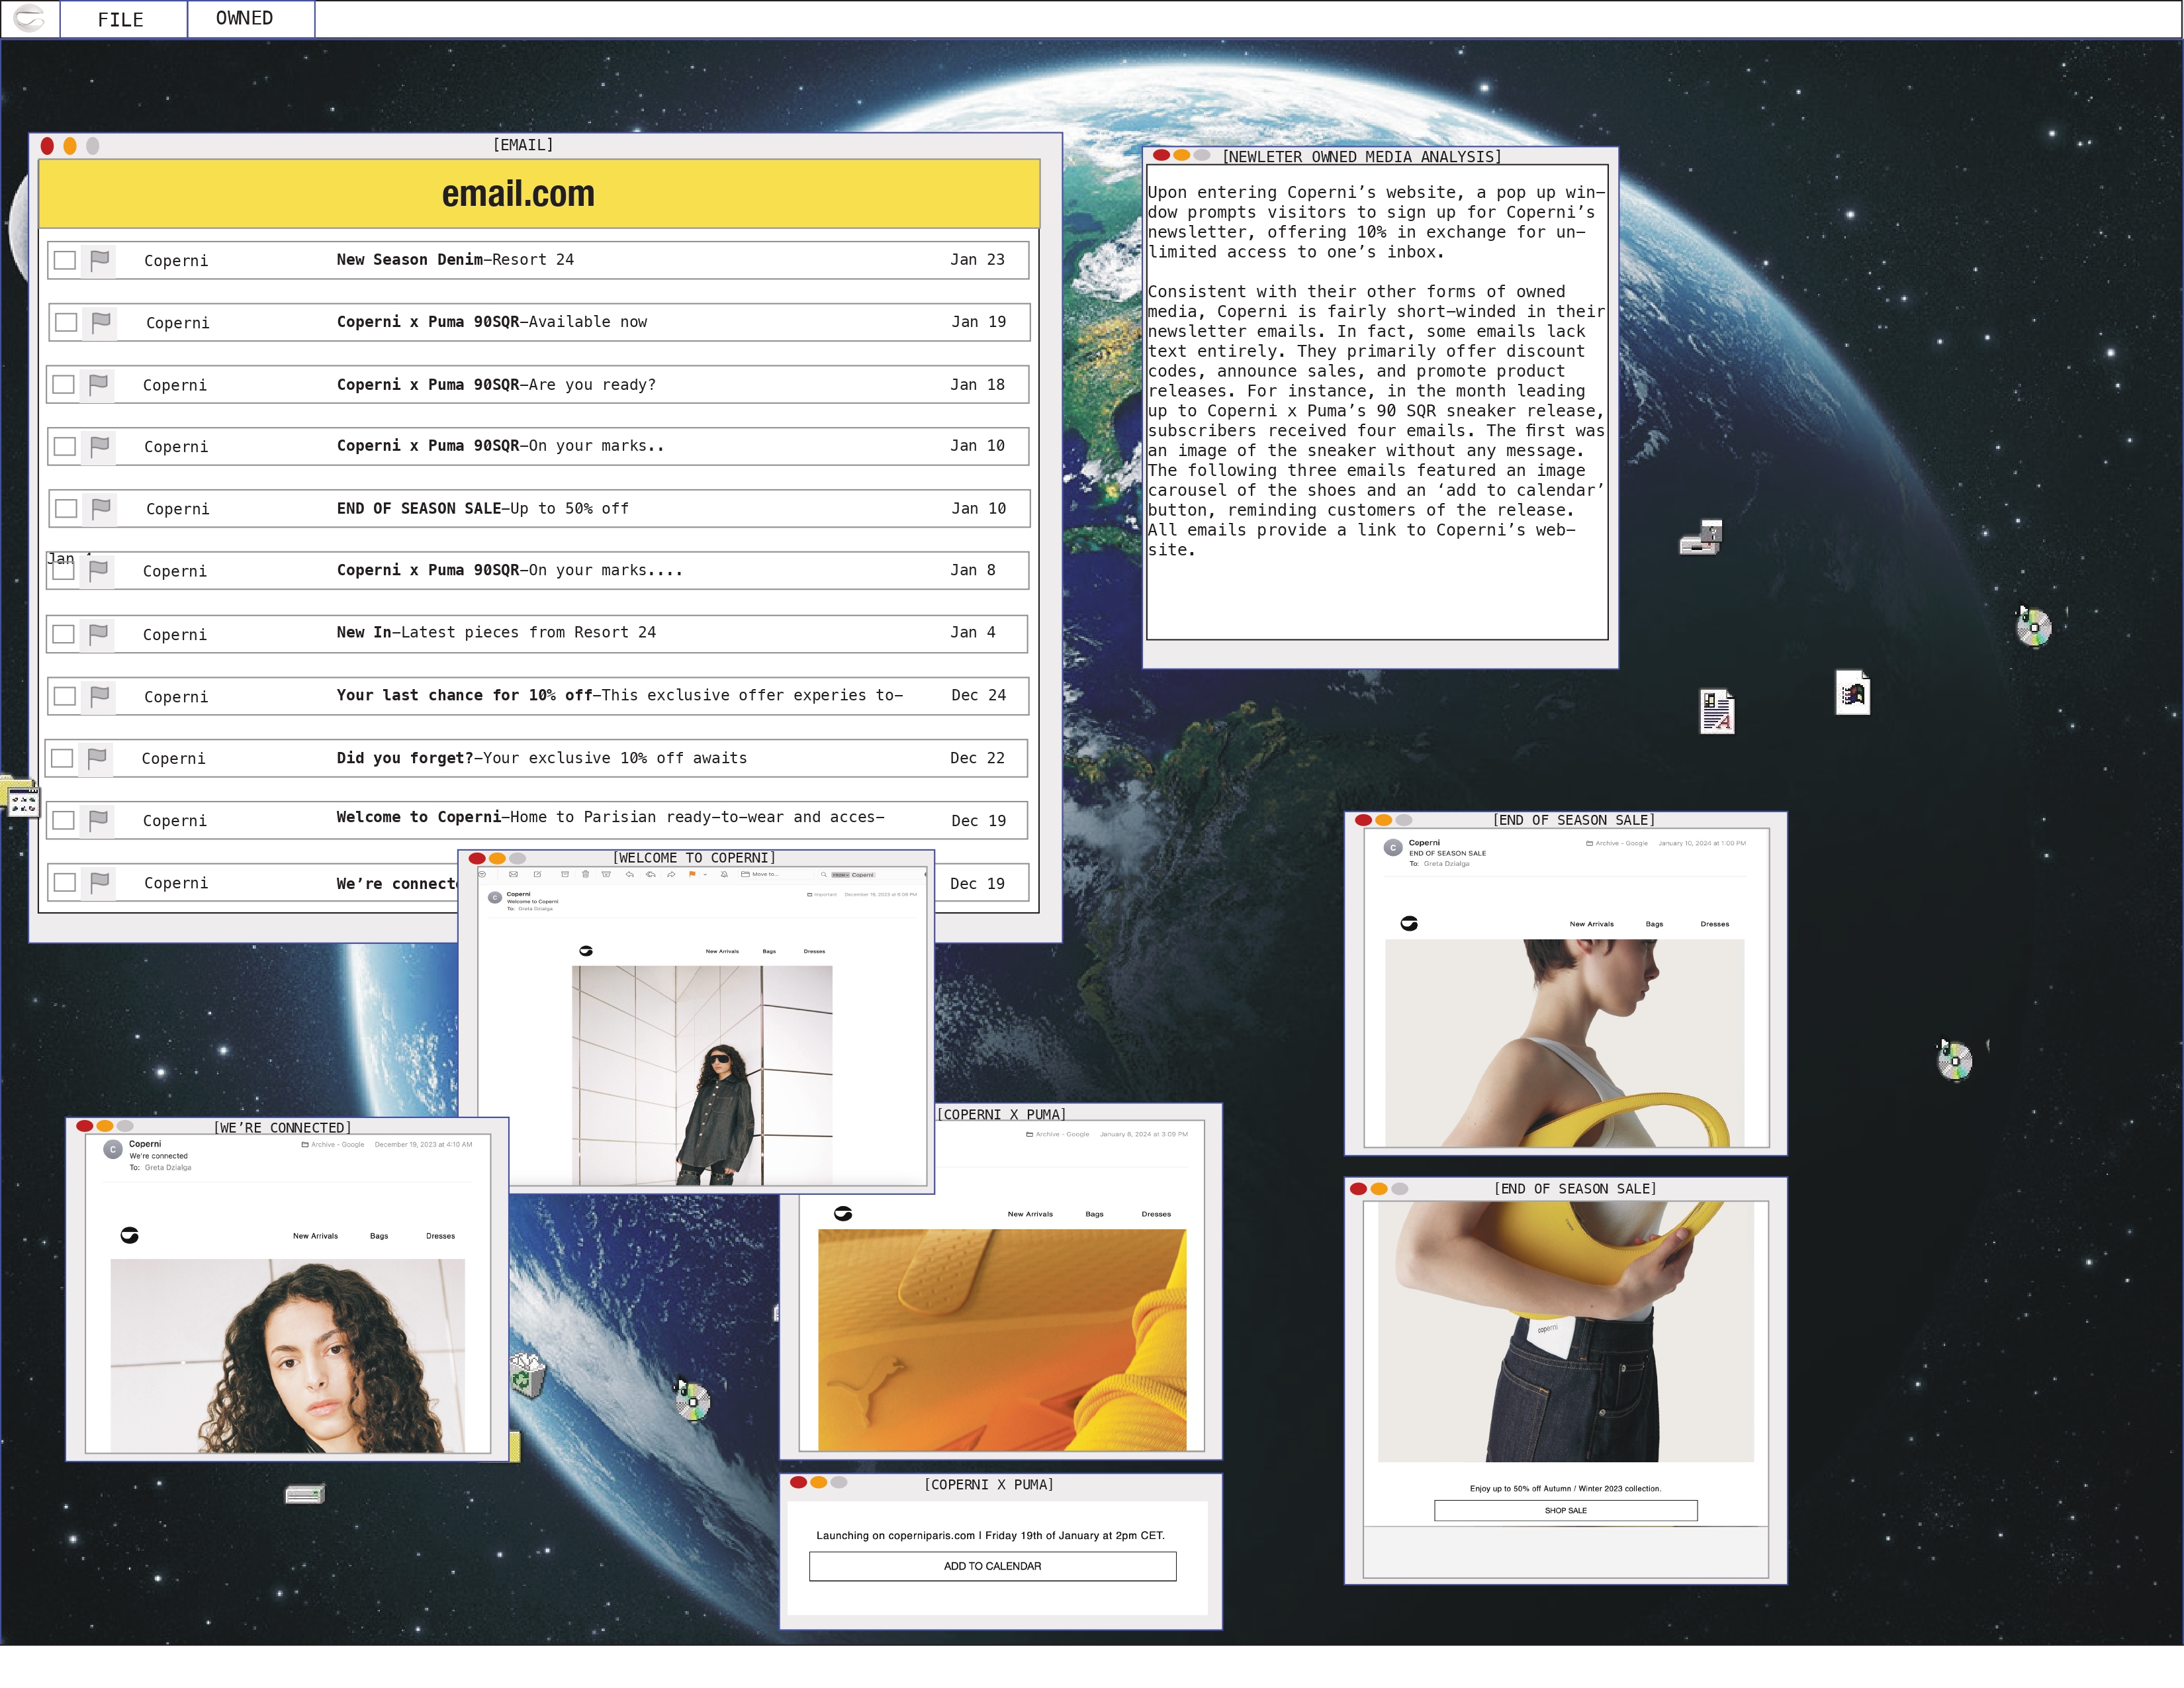 FILE
OWNED
[EMAIL]
email.com
Coperni New Season Denim–Resort 24 Jan 23
Coperni Coperni x Puma 90SQR–Available now Jan 19
Coperni Coperni x Puma 90SQR–Are you ready? Jan 18
Coperni Coperni x Puma 90SQR–On your marks.. Jan 10
Coperni END OF SEASON SALE–Up to 50% off Jan 10
Jan
Coperni Coperni x Puma 90SQR–On your marks.... Jan 8
Coperni New In–Latest pieces from Resort 24 Jan 4
Coperni Your last chance for 10% off–This exclusive offer experies to– Dec 24
Coperni Did you forget?–Your exclusive 10% off awaits Dec 22
Coperni Welcome to Coperni–Home to Parisian ready–to–wear and acces– Dec 19
Coperni We're connect Dec 19
[NEWLETER OWNED MEDIA ANALYSIS]
Upon entering Coperni's website, a pop up win–
dow prompts visitors to sign up for Coperni's
newsletter, offering 10% in exchange for un–
limited access to one's inbox.
Consistent with their other forms of owned
media, Coperni is fairly short–winded in their
newsletter emails. In fact, some emails lack
text entirely. They primarily offer discount
codes, announce sales, and promote product
releases. For instance, in the month leading
up to Coperni x Puma's 90 SQR sneaker release,
subscribers received four emails. The first was
an image of the sneaker without any message.
The following three emails featured an image
carousel of the shoes and an ‘add to calendar’
button, reminding customers of the release.
All emails provide a link to Coperni's web–
site.
[WELCOME TO COPERNI]
Move to...
FROM Coperni
C
Coperni
Important December 19, 2023 at 5:09 PM
Welcome to Coperni
To: Greta Dzialga
New Arrivals Bags Dresses
[WE'RE CONNECTED]
C
Coperni
Archive - Google December 19, 2023 at 4:10 AM
We're connected
To: Greta Dzialga
New Arrivals Bags Dresses
[COPERNI X PUMA]
Archive - Google January 8, 2024 at 3:09 PM
New Arrivals Bags Dresses
[COPERNI X PUMA]
Launching on coperniparis.com | Friday 19th of January at 2pm CET.
ADD TO CALENDAR
[END OF SEASON SALE]
C
Coperni
Archive - Google January 10, 2024 at 1:00 PM
END OF SEASON SALE
To: Greta Dzialga
New Arrivals Bags Dresses
[END OF SEASON SALE]
coperni
Enjoy up to 50% off Autumn / Winter 2023 collection.
SHOP SALE